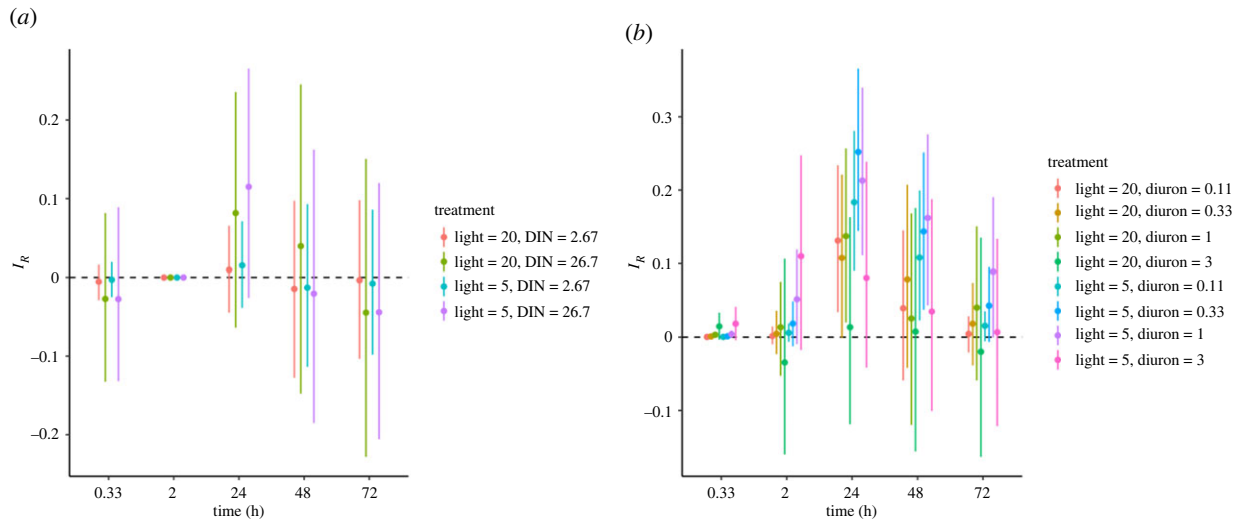 (a)
I_R
0.2
0.1
0
−0.1
−0.2
0.33 2 24 48 72
time (h)
treatment
light = 20, DIN = 2.67
light = 20, DIN = 26.7
light = 5, DIN = 2.67
light = 5, DIN = 26.7
(b)
I_R
0.3
0.2
0.1
0
−0.1
0.33 2 24 48 72
time (h)
treatment
light = 20, diuron = 0.11
light = 20, diuron = 0.33
light = 20, diuron = 1
light = 20, diuron = 3
light = 5, diuron = 0.11
light = 5, diuron = 0.33
light = 5, diuron = 1
light = 5, diuron = 3